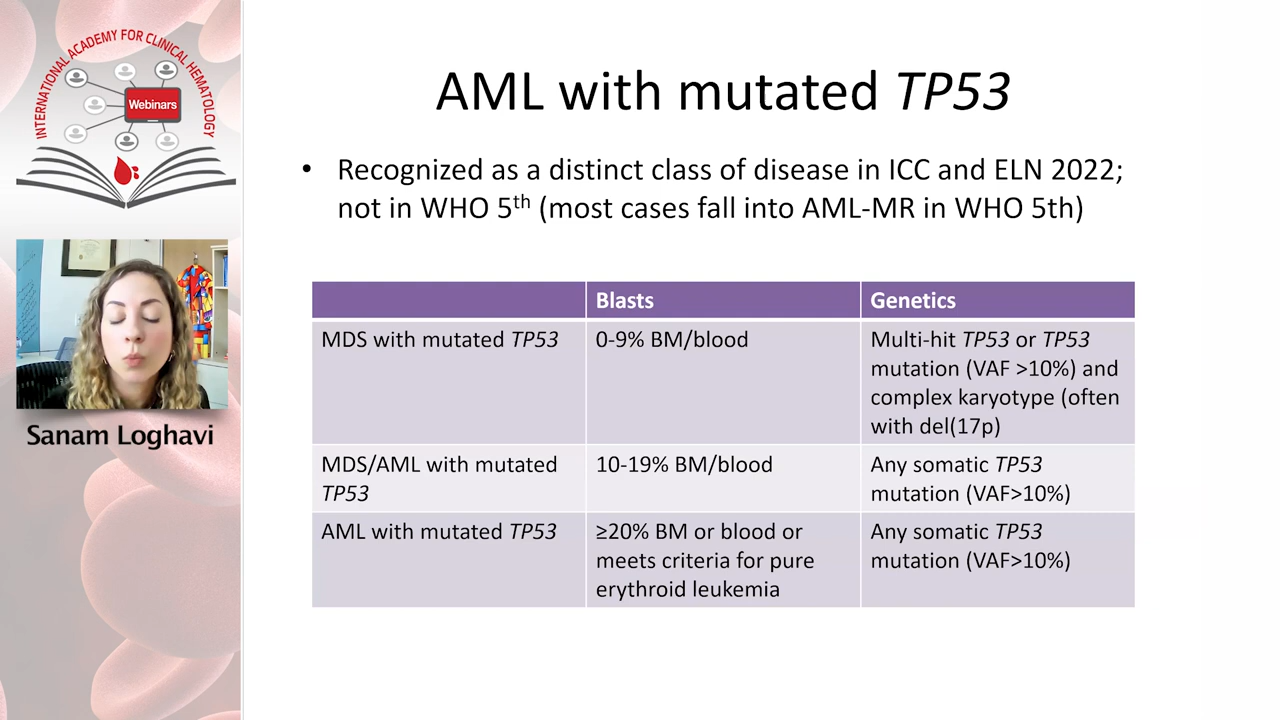 INTERNATIONAL ACADEMY FOR CLINICAL HEMATOLOGY
Webinars
Sanam Loghavi
AML with mutated TP53
• Recognized as a distinct class of disease in ICC and ELN 2022;
not in WHO 5th (most cases fall into AML-MR in WHO 5th)
Blasts
Genetics
MDS with mutated TP53
0-9% BM/blood
Multi-hit TP53 or TP53
mutation (VAF >10%) and
complex karyotype (often
with del(17p)
MDS/AML with mutated
TP53
10-19% BM/blood
Any somatic TP53
mutation (VAF>10%)
AML with mutated TP53
≥20% BM or blood or
meets criteria for pure
erythroid leukemia
Any somatic TP53
mutation (VAF>10%)